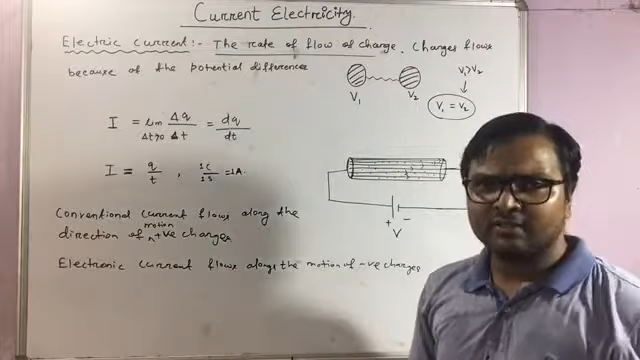 Current Electricity.
Electric current:- The rate of flow of charge. Charges flows
because of the potential difference
V₁ V₂
V₁>V₂
↓
V₁ = V₂
I = lim Δt→0 Δq/Δt = dq/dt
I = q/t , 1C/1s = 1A.
+ −
V
Conventional current flows along the
direction of motion +ve charges
Electronic current flows along the motion of -ve charges